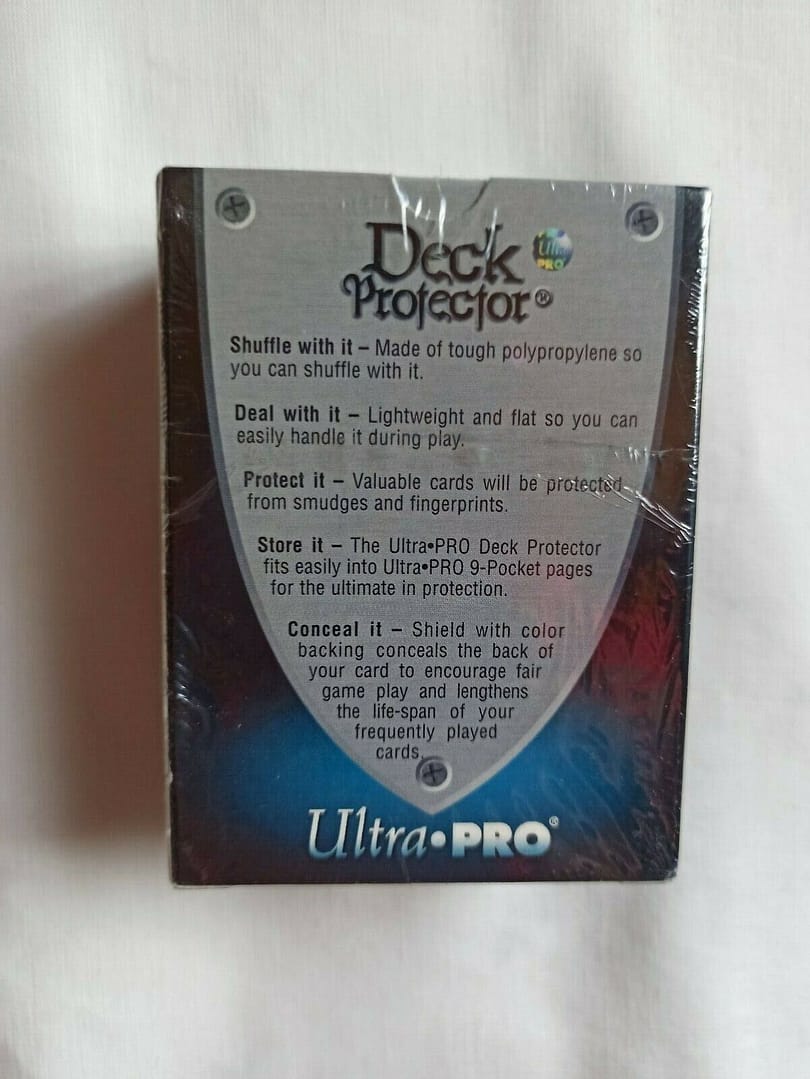 Deck
Ultra
PRO
Protector®
Shuffle with it – Made of tough polypropylene so
you can shuffle with it.
Deal with it – Lightweight and flat so you can
easily handle it during play.
Protect it – Valuable cards will be protected
from smudges and fingerprints.
Store it – The Ultra•PRO Deck Protector
fits easily into Ultra•PRO 9-Pocket pages
for the ultimate in protection.
Conceal it – Shield with color
backing conceals the back of
your card to encourage fair
game play and lengthens
the life-span of your
frequently played
cards.
Ultra•PRO®